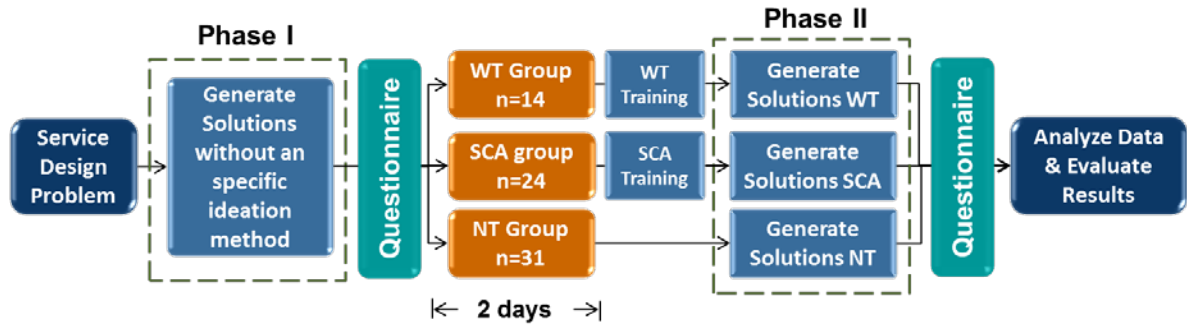 Phase I
Phase II
Service
Design
Problem
Generate
Solutions
without an
specific
ideation
method
Questionnaire
WT Group
n=14
WT
Training
Generate
Solutions WT
SCA group
n=24
SCA
Training
Generate
Solutions SCA
NT Group
n=31
Generate
Solutions NT
Questionnaire
Analyze Data
& Evaluate
Results
2 days